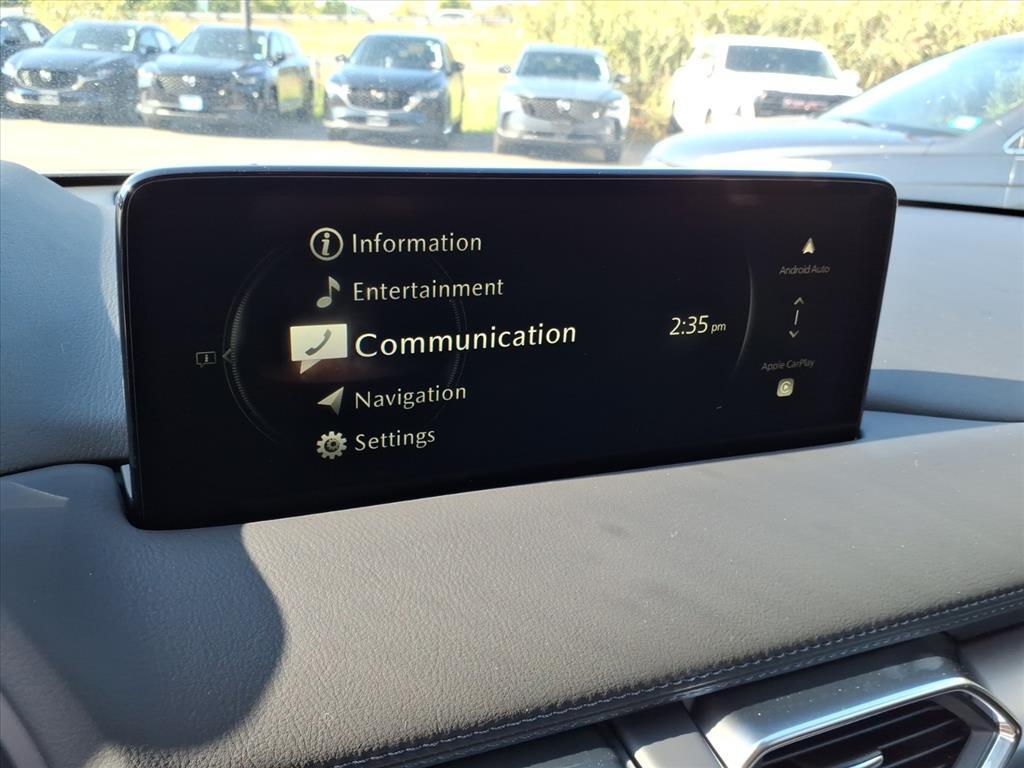 Information
Entertainment
Communication
Navigation
Settings
2:35 pm
Android Auto
Apple CarPlay